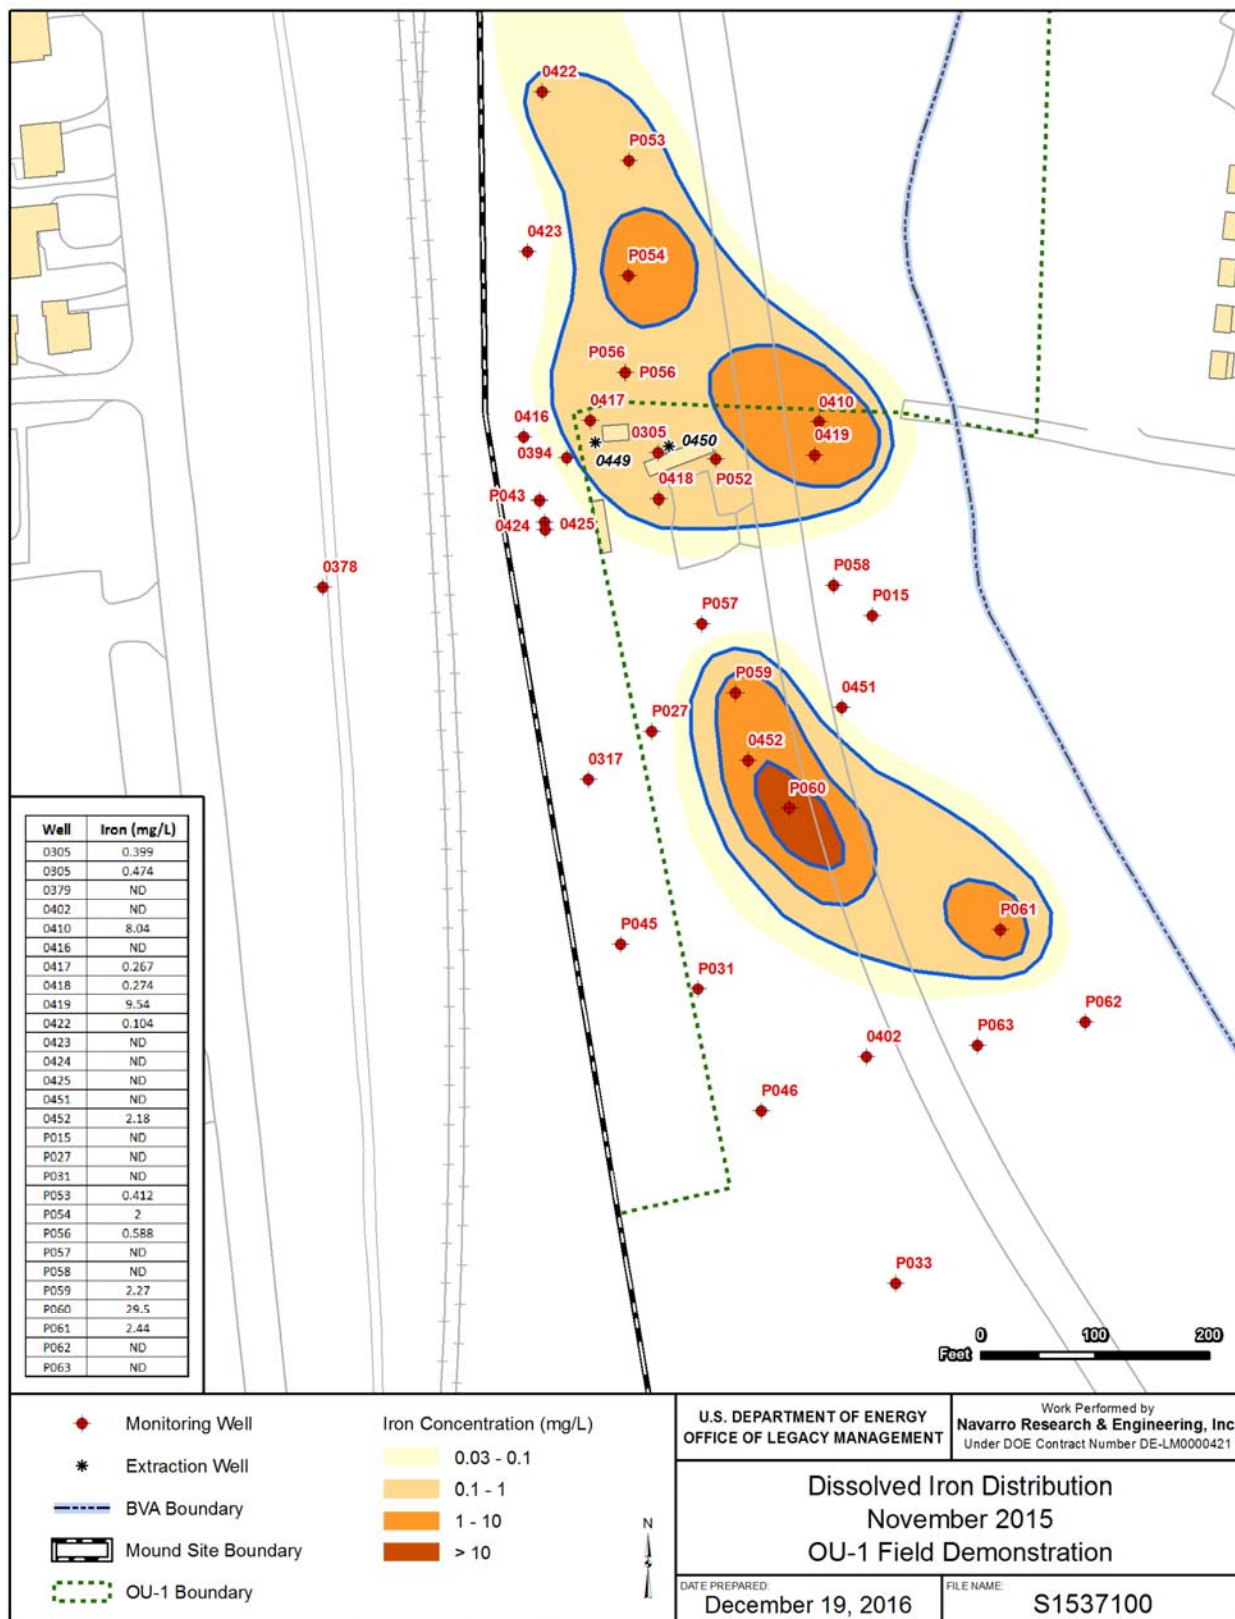 0422
P053
0423
P054
P056
P056
0417
0410
0416
0305
0450
0419
0394
0449
P052
0418
P043
0424
0425
0378
P058
P015
P057
P059
0451
P027
0452
0317
P060
P061
P045
P031
P062
P063
0402
P046
P033
0 100 200
Feet
Well Iron (mg/L)
0305 0.399
0305 0.474
0379 ND
0402 ND
0410 8.04
0416 ND
0417 0.267
0418 0.274
0419 9.54
0422 0.104
0423 ND
0424 ND
0425 ND
0451 ND
0452 2.18
P015 ND
P027 ND
P031 ND
P053 0.412
P054 2
P056 0.588
P057 ND
P058 ND
P059 2.27
P060 29.5
P061 2.44
P062 ND
P063 ND
Monitoring Well
Extraction Well
BVA Boundary
Mound Site Boundary
OU-1 Boundary
Iron Concentration (mg/L)
0.03 - 0.1
0.1 - 1
1 - 10
> 10
N
U.S. DEPARTMENT OF ENERGY
OFFICE OF LEGACY MANAGEMENT
Work Performed by
Navarro Research & Engineering, Inc
Under DOE Contract Number DE-LM0000421
Dissolved Iron Distribution
November 2015
OU-1 Field Demonstration
DATE PREPARED:
December 19, 2016
FILE NAME:
S1537100